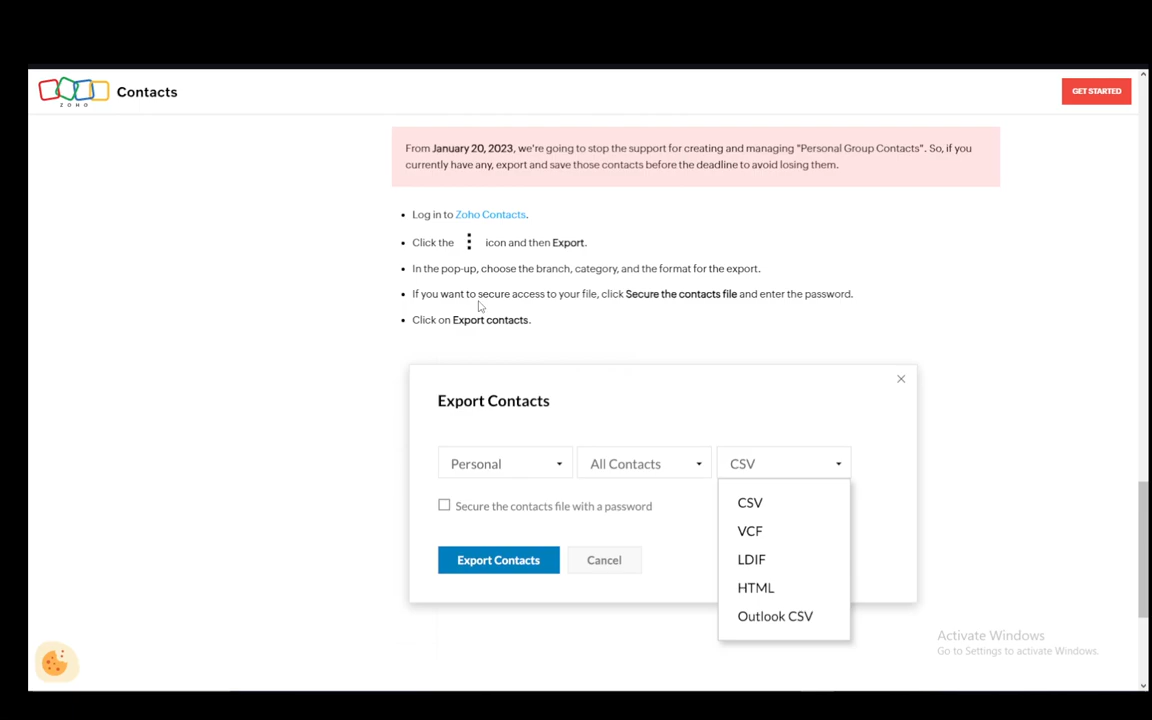 ZOHO
Contacts
GET STARTED
From January 20, 2023, we're going to stop the support for creating and managing "Personal Group Contacts". So, if you
currently have any, export and save those contacts before the deadline to avoid losing them.
• Log in to Zoho Contacts.
• Click the ⋮ icon and then Export.
• In the pop-up, choose the branch, category, and the format for the export.
• If you want to secure access to your file, click Secure the contacts file and enter the password.
• Click on Export contacts.
Export Contacts
Personal All Contacts CSV
Secure the contacts file with a password
CSV
VCF
LDIF
HTML
Outlook CSV
Export Contacts Cancel
Activate Windows
Go to Settings to activate Windows.